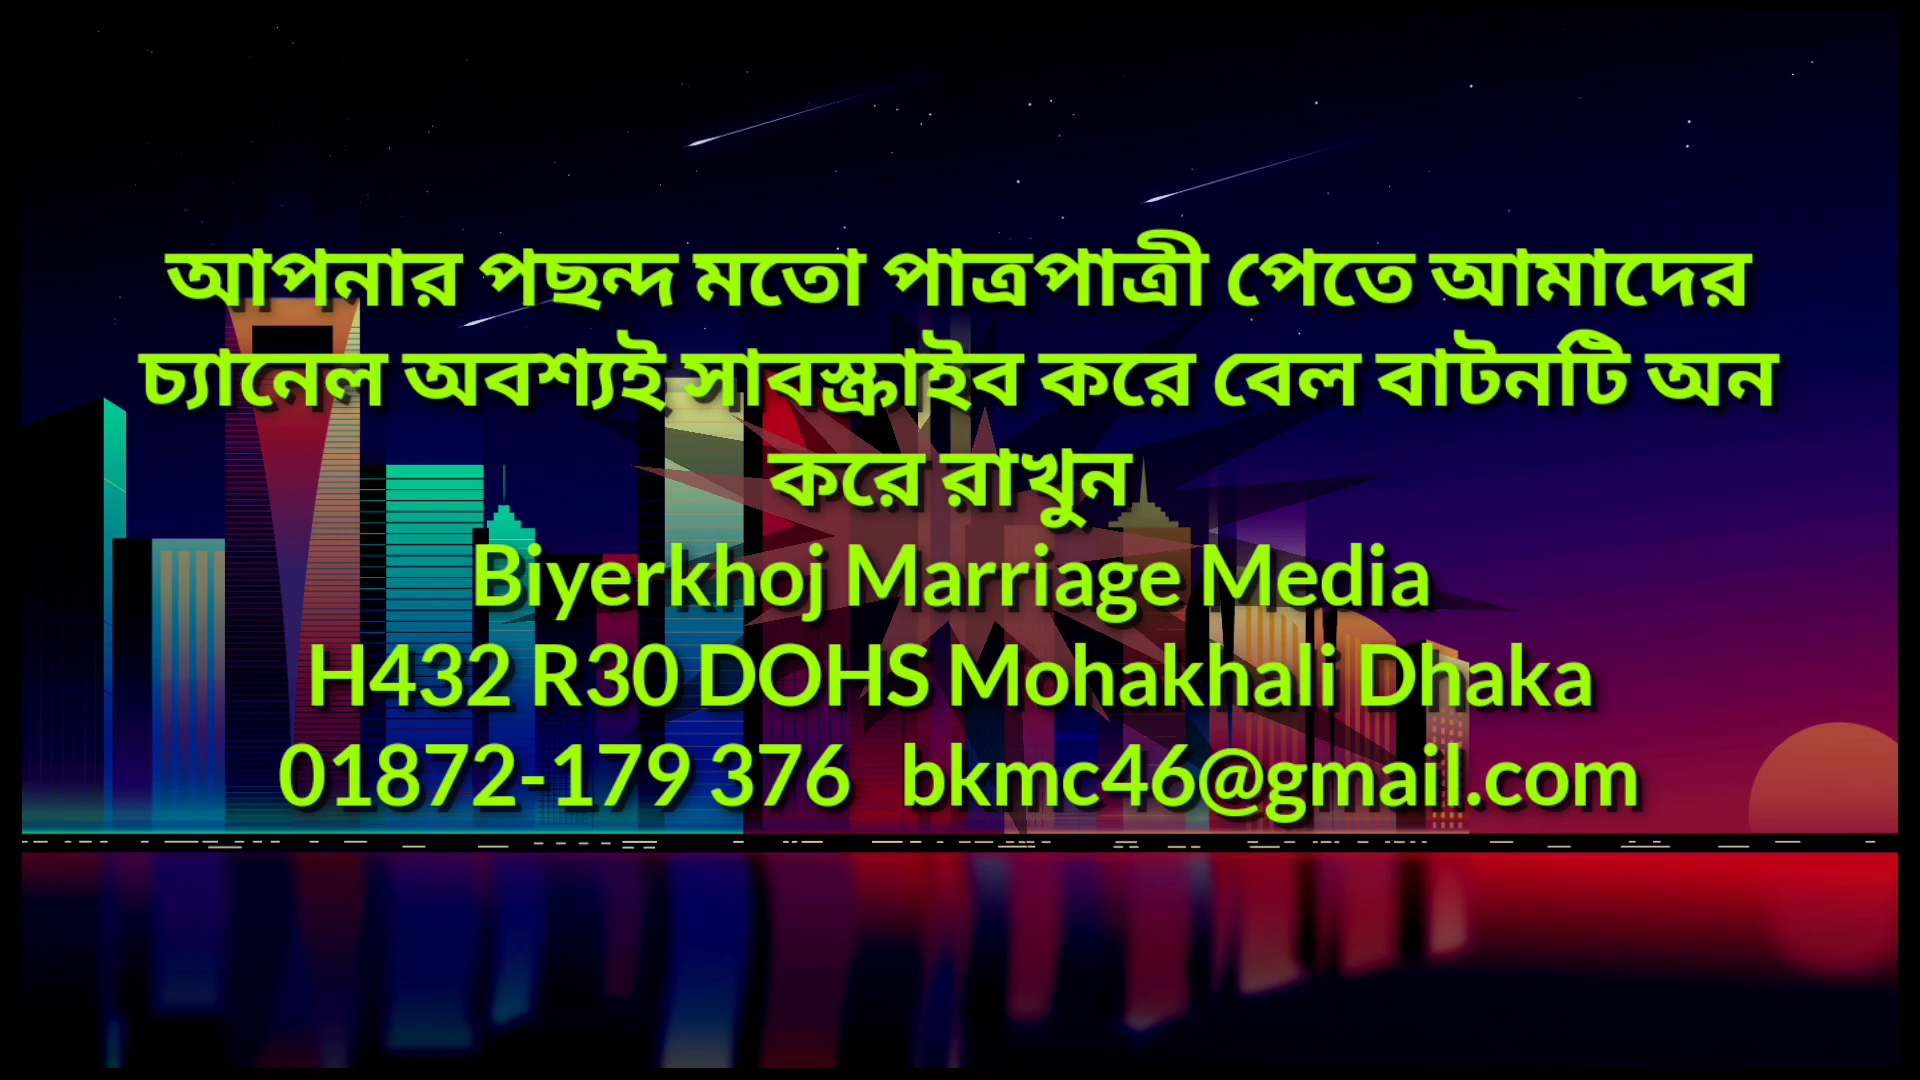 আপনার পছন্দ মতো পাত্রপাত্রী পেতে আমাদের
চ্যানেল অবশ্যই সাবস্ক্রাইব করে বেল বাটনটি অন
করে রাখুন
Biyerkhoj Marriage Media
H432 R30 DOHS Mohakhali Dhaka
01872-179 376   bkmc46@gmail.com